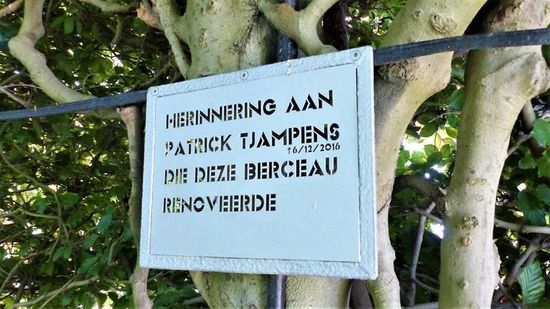 HERINNERING AAN
PATRICK TJAMPENS
†6/12/2016
DIE DEZE BERCEAU
RENOVEERDE